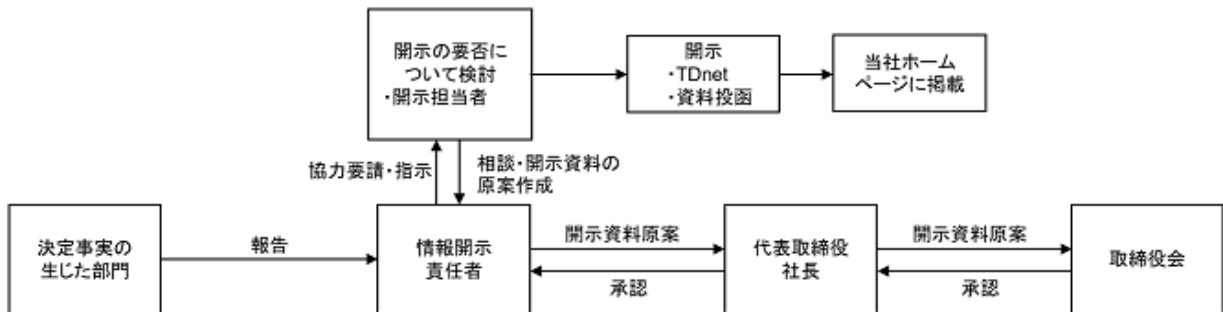 開示の要否に
ついて検討
・開示担当者
開示
・TDnet
・資料投函
当社ホーム
ページに掲載
協力要請・指示
相談・開示資料の
原案作成
決定事実の
生じた部門
報告
情報開示
責任者
開示資料原案
承認
代表取締役
社長
開示資料原案
承認
取締役会